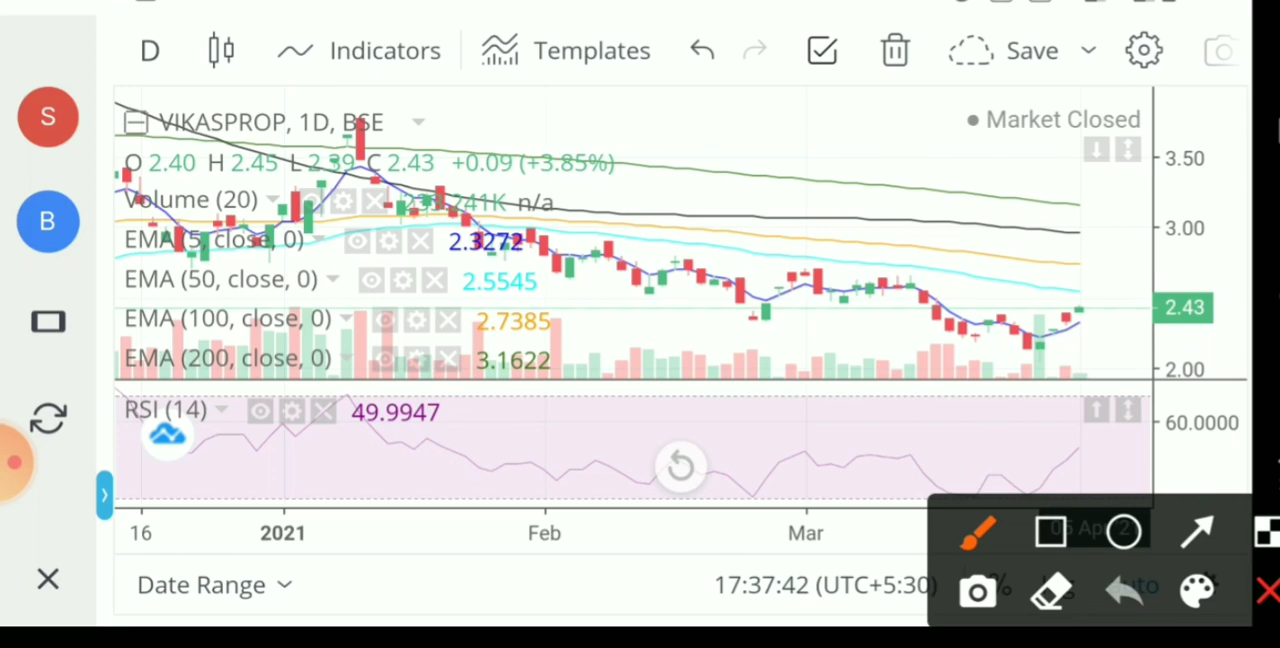 D Indicators Templates Save
S
VIKASPROP, 1D, BSE Market Closed
O 2.40 H 2.45 L 2.39 C 2.43 +0.09 (+3.85%) 3.50
Volume (20) n/a
B
3.00
EMA (5, close, 0) 2.3272
EMA (50, close, 0) 2.5545
2.43
EMA (100, close, 0) 2.7385
EMA (200, close, 0) 3.1622
2.00
RSI (14) 49.9947
60.0000
16 2021 Feb Mar
Date Range 17:37:42 (UTC+5:30) %